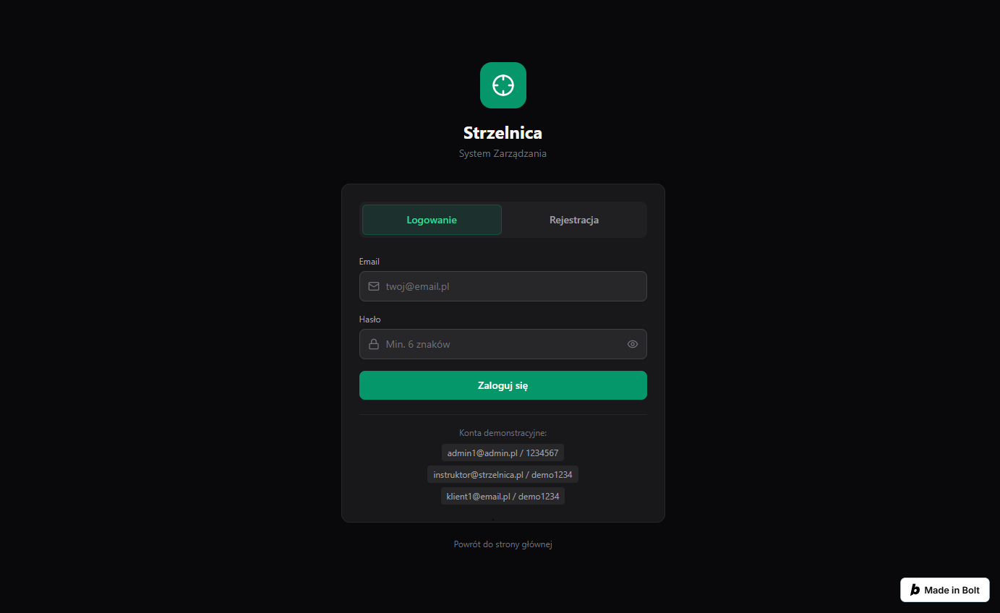 Strzelnica
System Zarządzania
Logowanie Rejestracja
Email
twoj@email.pl
Hasło
Min. 6 znaków
Zaloguj się
Konta demonstracyjne:
admin1@admin.pl / 1234567
instruktor@strzelnica.pl / demo1234
klient1@email.pl / demo1234
Powrót do strony głównej
b Made in Bolt